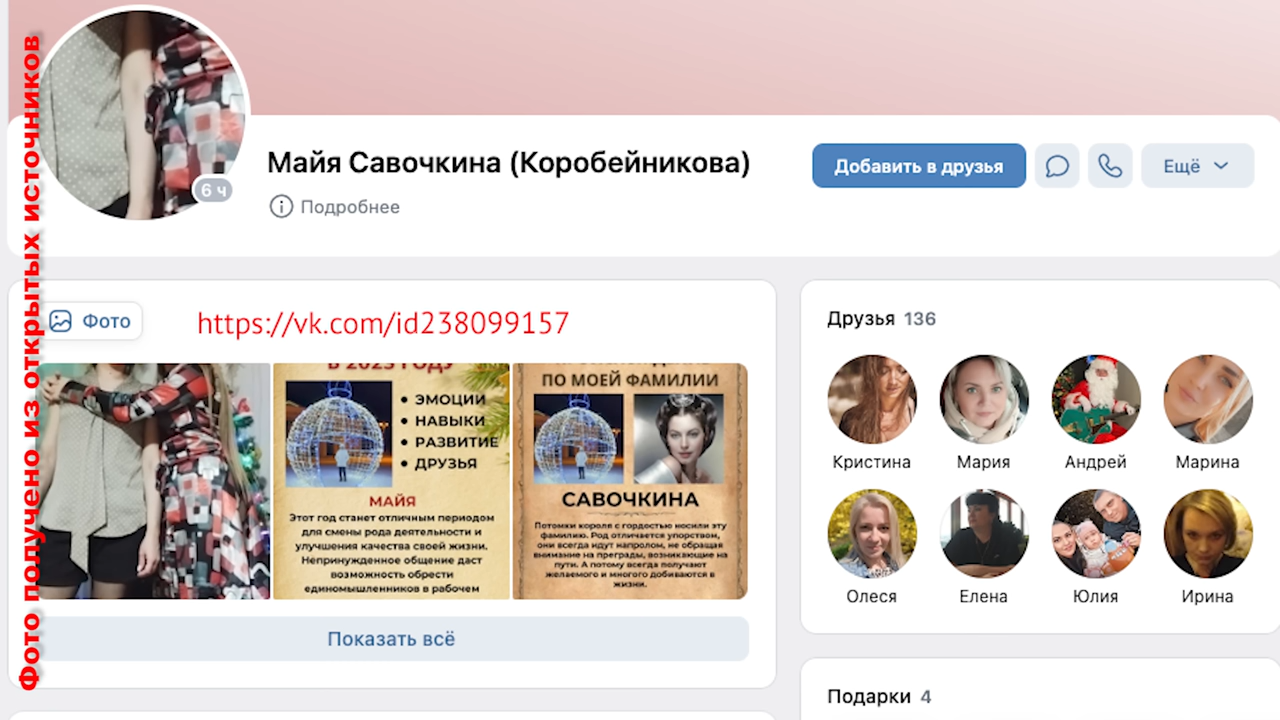 Фото получено из открытых источников
6 ч
Майя Савочкина (Коробейникова)
Подробнее
Добавить в друзья
Ещё
Фото
https://vk.com/id238099157
В 2023 ГОДУ
• ЭМОЦИИ
• НАВЫКИ
• РАЗВИТИЕ
• ДРУЗЬЯ
МАЙЯ
Этот год станет отличным периодом
для смены рода деятельности и
улучшения качества своей жизни.
Непринужденное общение даст
возможность обрести
единомышленников в рабочем
ПО МОЕЙ ФАМИЛИИ
САВОЧКИНА
Потомки короля с гордостью носили эту
фамилию. Род отличается упорством,
они всегда идут напролом, не обращая
внимание на преграды, возникающие на
пути. А потому всегда получают
желаемого и многого добиваются в
жизни.
Показать всё
Друзья 136
Кристина
Мария
Андрей
Марина
Олеся
Елена
Юлия
Ирина
Подарки 4